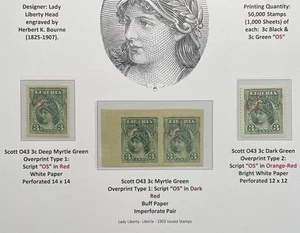 Designer: Lady
Liberty Head
engraved by
Herbert K. Bourne
(1825-1907).
Printing Quantity:
50,000 Stamps
(1,000 Sheets) of
each: 3c Black &
3c Green "OS"
LIBERIA
LIBERIA
LIBERIA
LIBERIA
Scott O43 3c Deep Myrtle Green
Overprint Type 1:
Script "OS" in Red
White Paper
Perforated 14 x 14
Scott O43 3c Myrtle Green
Overprint Type 1: Script "OS" in Dark
Red
Buff Paper
Imperforate Pair
Scott O43 3c Dark Green
Overprint Type 2:
Script "OS" in Orange-Red
Bright White Paper
Perforated 12 x 12
Lady Liberty: Liberia - 1903 Issued Stamps